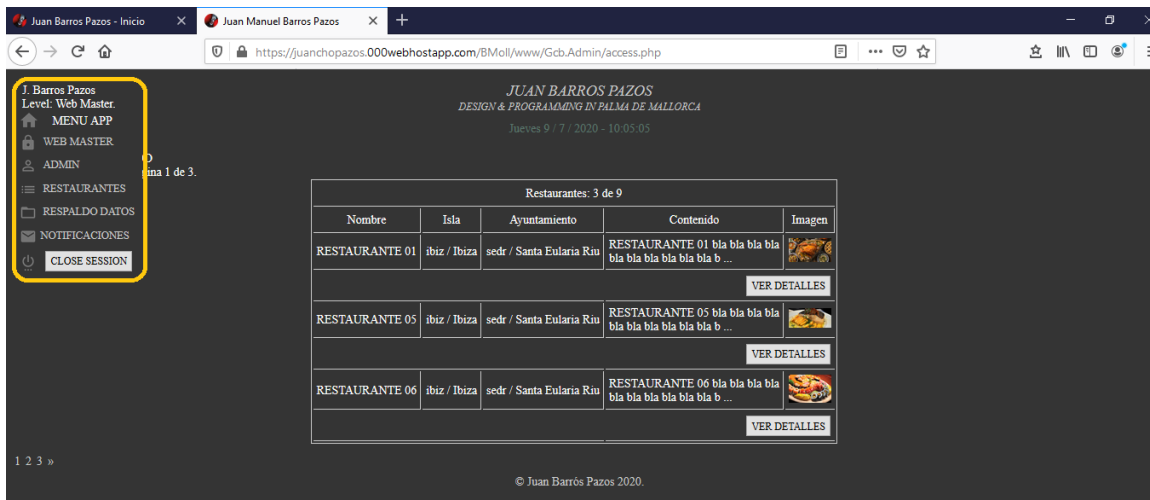 Juan Barros Pazos - Inicio
Juan Manuel Barros Pazos
https://juanchopazos.000webhostapp.com/BMoll/www/Gcb.Admin/access.php
J. Barros Pazos
Level: Web Master.
MENU APP
WEB MASTER
ADMIN
RESTAURANTES
RESPALDO DATOS
NOTIFICACIONES
CLOSE SESSION
JUAN BARROS PAZOS
DESIGN & PROGRAMMING IN PALMA DE MALLORCA
Jueves 9 / 7 / 2020 - 10:05:05
O
gina 1 de 3.
Restaurantes: 3 de 9
Nombre Isla Ayuntamiento Contenido Imagen
RESTAURANTE 01 ibiz / Ibiza sedr / Santa Eularia Riu RESTAURANTE 01 bla bla bla bla
bla bla bla bla bla bla b ...
VER DETALLES
RESTAURANTE 05 ibiz / Ibiza sedr / Santa Eularia Riu RESTAURANTE 05 bla bla bla bla
bla bla bla bla bla bla b ...
VER DETALLES
RESTAURANTE 06 ibiz / Ibiza sedr / Santa Eularia Riu RESTAURANTE 06 bla bla bla bla
bla bla bla bla bla bla b ...
VER DETALLES
1 2 3 »
© Juan Barrós Pazos 2020.